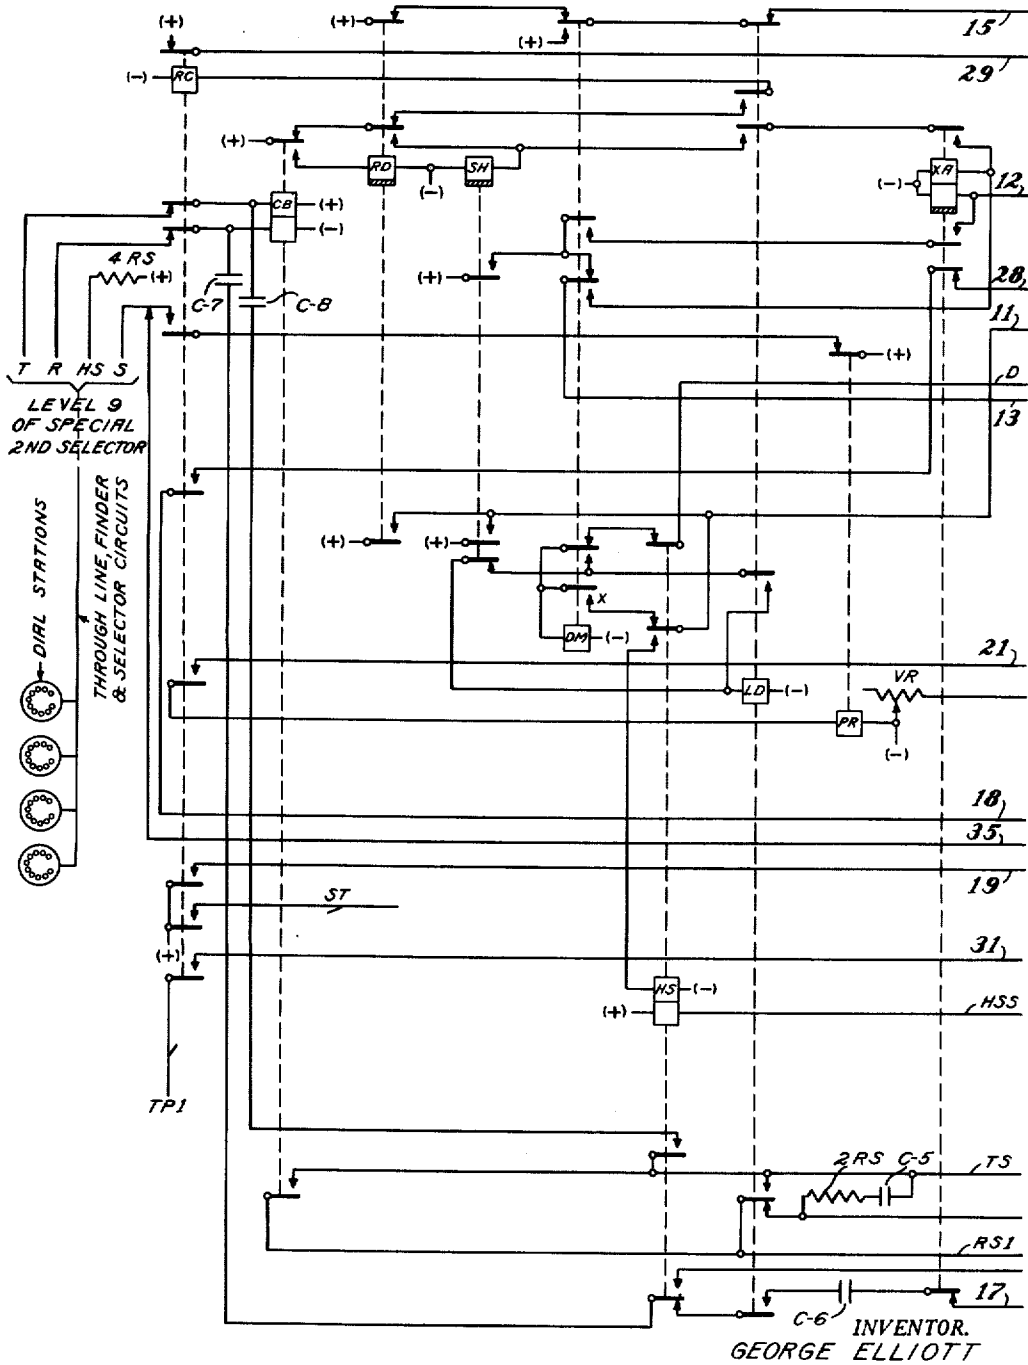 (+) (+) 15
(+)
29
(-) RC
(+)
RD SH XA
(-) (-) 12
CB (+)
(-)
4 RS
(+) (+) 28
C-7 C-8
11
(+)
T R HS S
D
LEVEL 9
OF SPECIAL
2ND SELECTOR
13
DIAL STATIONS
THROUGH LINE, FINDER
& SELECTOR CIRCUITS
(+) (+)
X
DM (-)
21
LD (-) VR
PR
(-)
18
35
19
ST
(+) 31
HS (-)
(+) HSS
TP1
2RS C-5 TS
RS1
C-6 17
INVENTOR.
GEORGE ELLIOTT